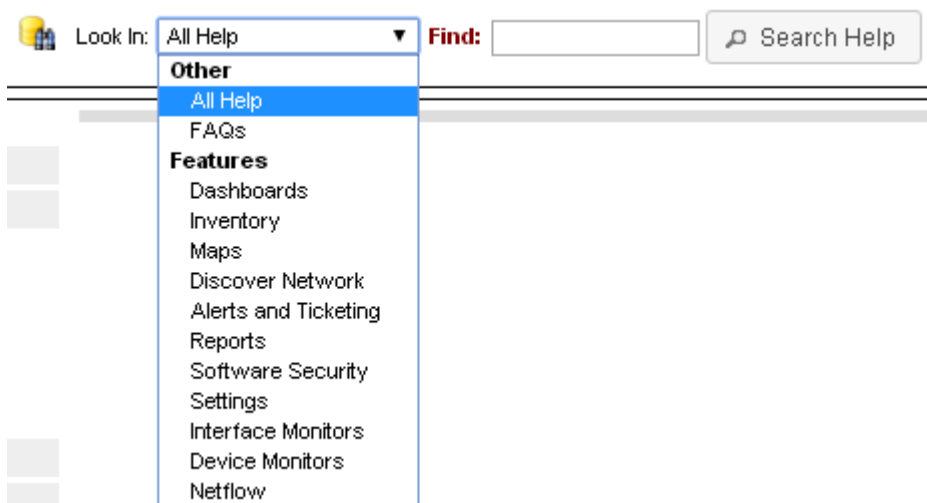 Look In: All Help Find: Search Help
Other
All Help
FAQs
Features
Dashboards
Inventory
Maps
Discover Network
Alerts and Ticketing
Reports
Software Security
Settings
Interface Monitors
Device Monitors
Netflow